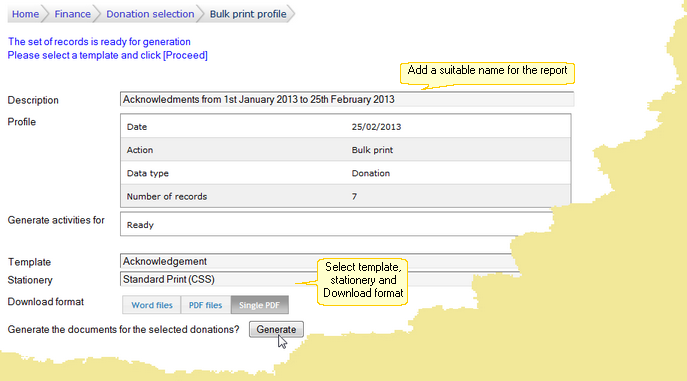 Home Finance Donation selection Bulk print profile
The set of records is ready for generation
Please select a template and click [Proceed]
Add a suitable name for the report
Description Acknowledments from 1st January 2013 to 25th February 2013
Profile
Date 25/02/2013
Action Bulk print
Data type Donation
Number of records 7
Generate activities for Ready
Template Acknowledgement
Stationery Standard Print (CSS)
Select template,
stationery and
Download format
Download format Word files PDF files Single PDF
Generate the documents for the selected donations? Generate